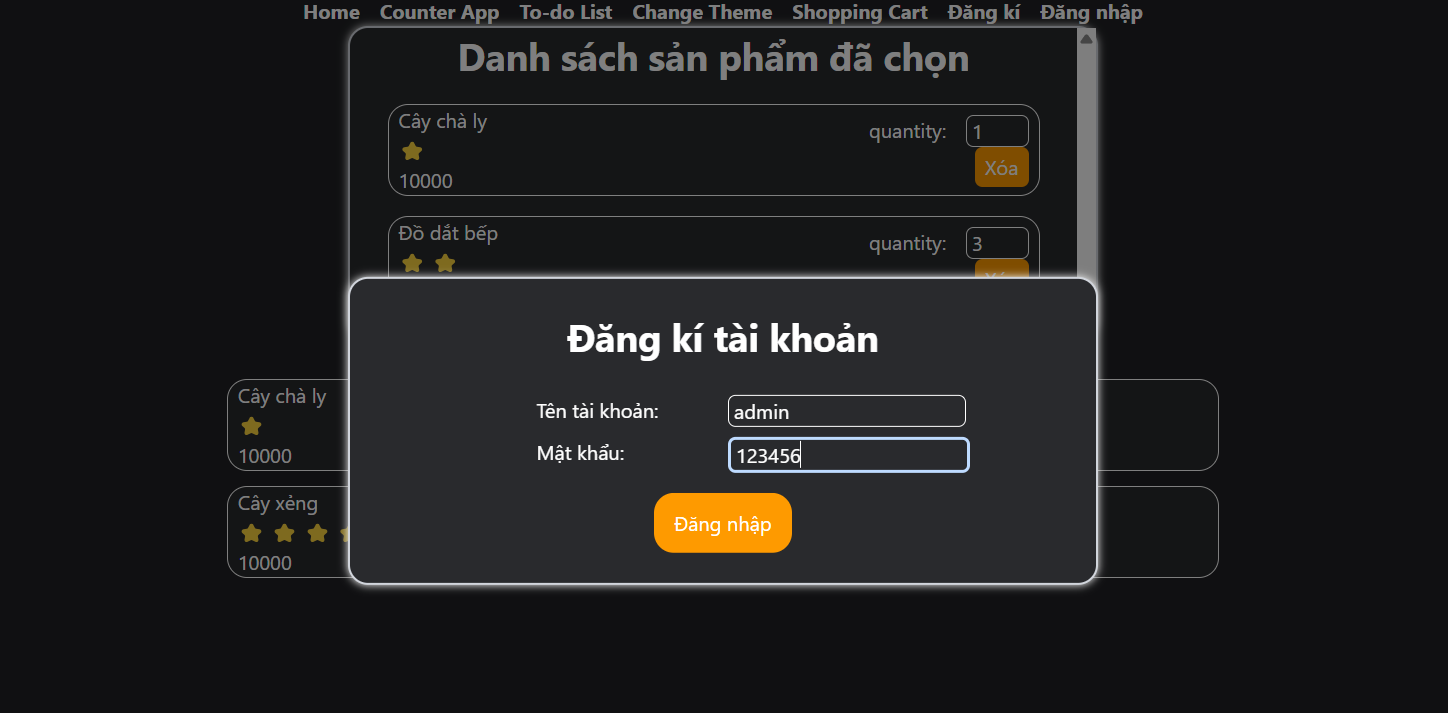 Home Counter App To-do List Change Theme Shopping Cart Đăng kí Đăng nhập
Danh sách sản phẩm đã chọn
Cây chà ly
quantity: 1
Xóa
10000
Đồ dắt bếp
quantity: 3
Đăng kí tài khoản
Tên tài khoản: admin
Mật khẩu: 123456
Đăng nhập
Cây chà ly
10000
Cây xẻng
10000